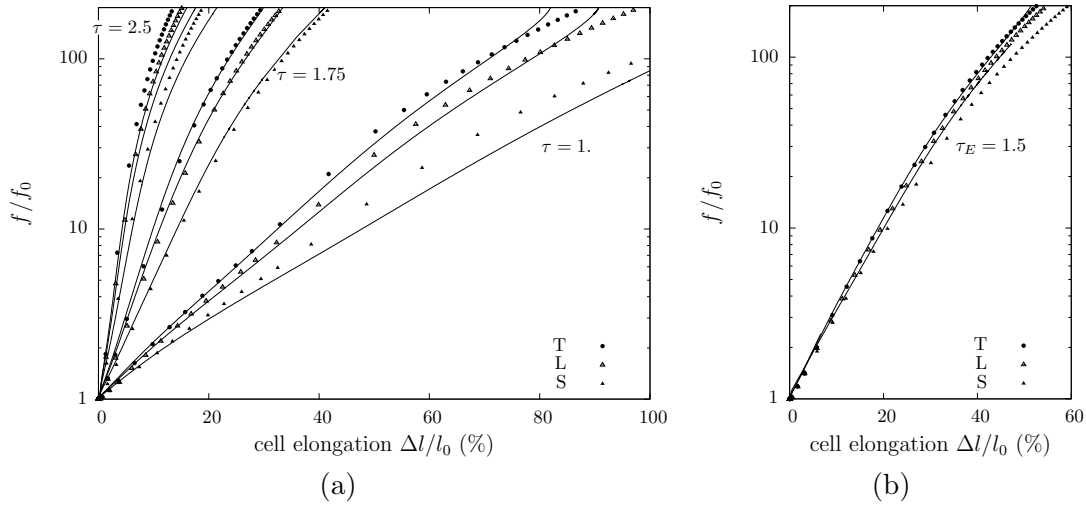 τ = 2.5
τ = 1.75
τ = 1.
100
10
1
f/f₀
T
L
S
0
20
40
60
80
100
cell elongation Δl/l₀ (%)
(a)
τ_E = 1.5
100
10
1
f/f₀
T
L
S
0
20
40
60
cell elongation Δl/l₀ (%)
(b)